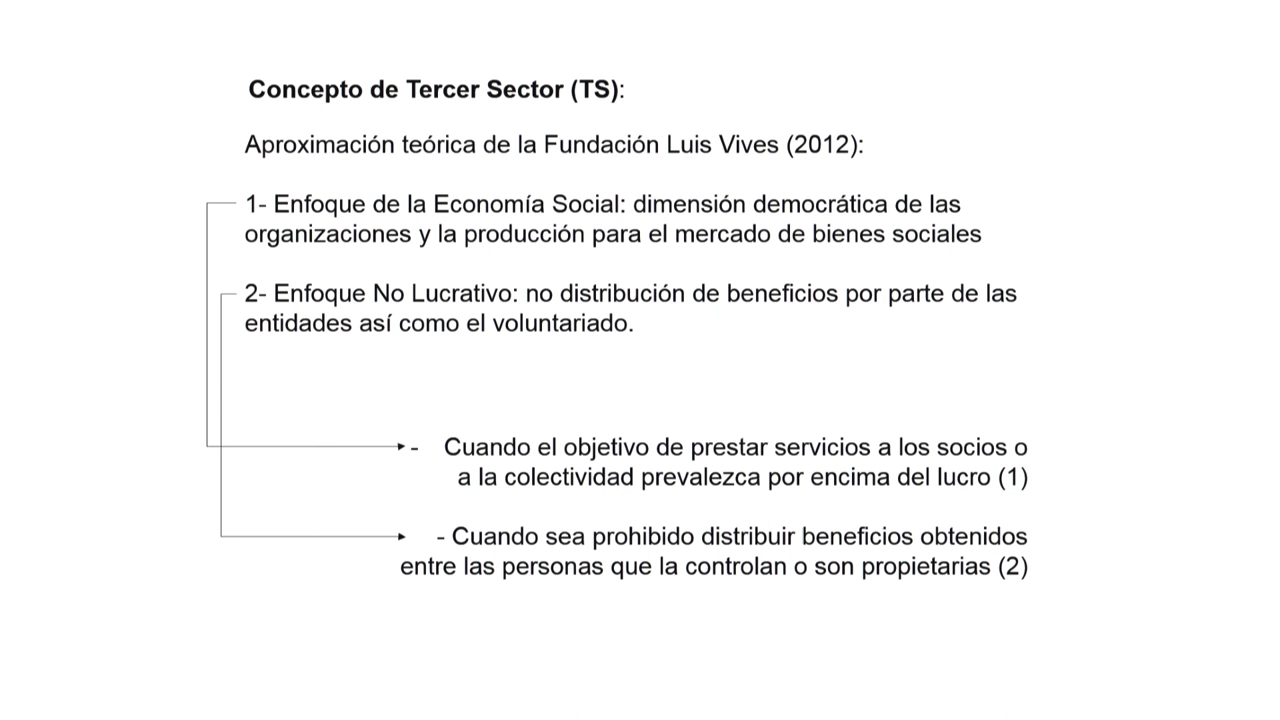 Concepto de Tercer Sector (TS):
Aproximación teórica de la Fundación Luis Vives (2012):
1- Enfoque de la Economía Social: dimensión democrática de las
organizaciones y la producción para el mercado de bienes sociales
2- Enfoque No Lucrativo: no distribución de beneficios por parte de las
entidades así como el voluntariado.
- Cuando el objetivo de prestar servicios a los socios o
a la colectividad prevalezca por encima del lucro (1)
- Cuando sea prohibido distribuir beneficios obtenidos
entre las personas que la controlan o son propietarias (2)